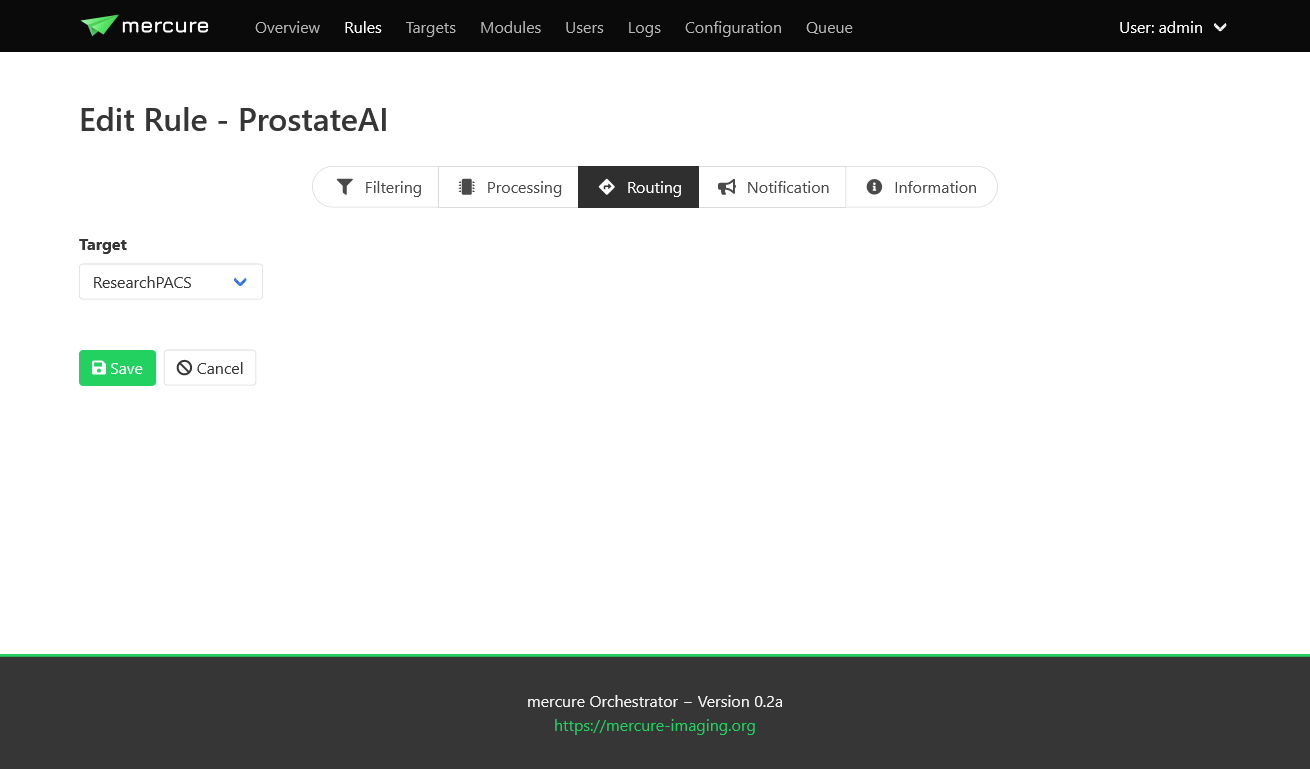 mercure
Overview Rules Targets Modules Users Logs Configuration Queue User: admin
Edit Rule - ProstateAI
Filtering Processing Routing Notification Information
Target
ResearchPACS
Save Cancel
mercure Orchestrator – Version 0.2a
https://mercure-imaging.org